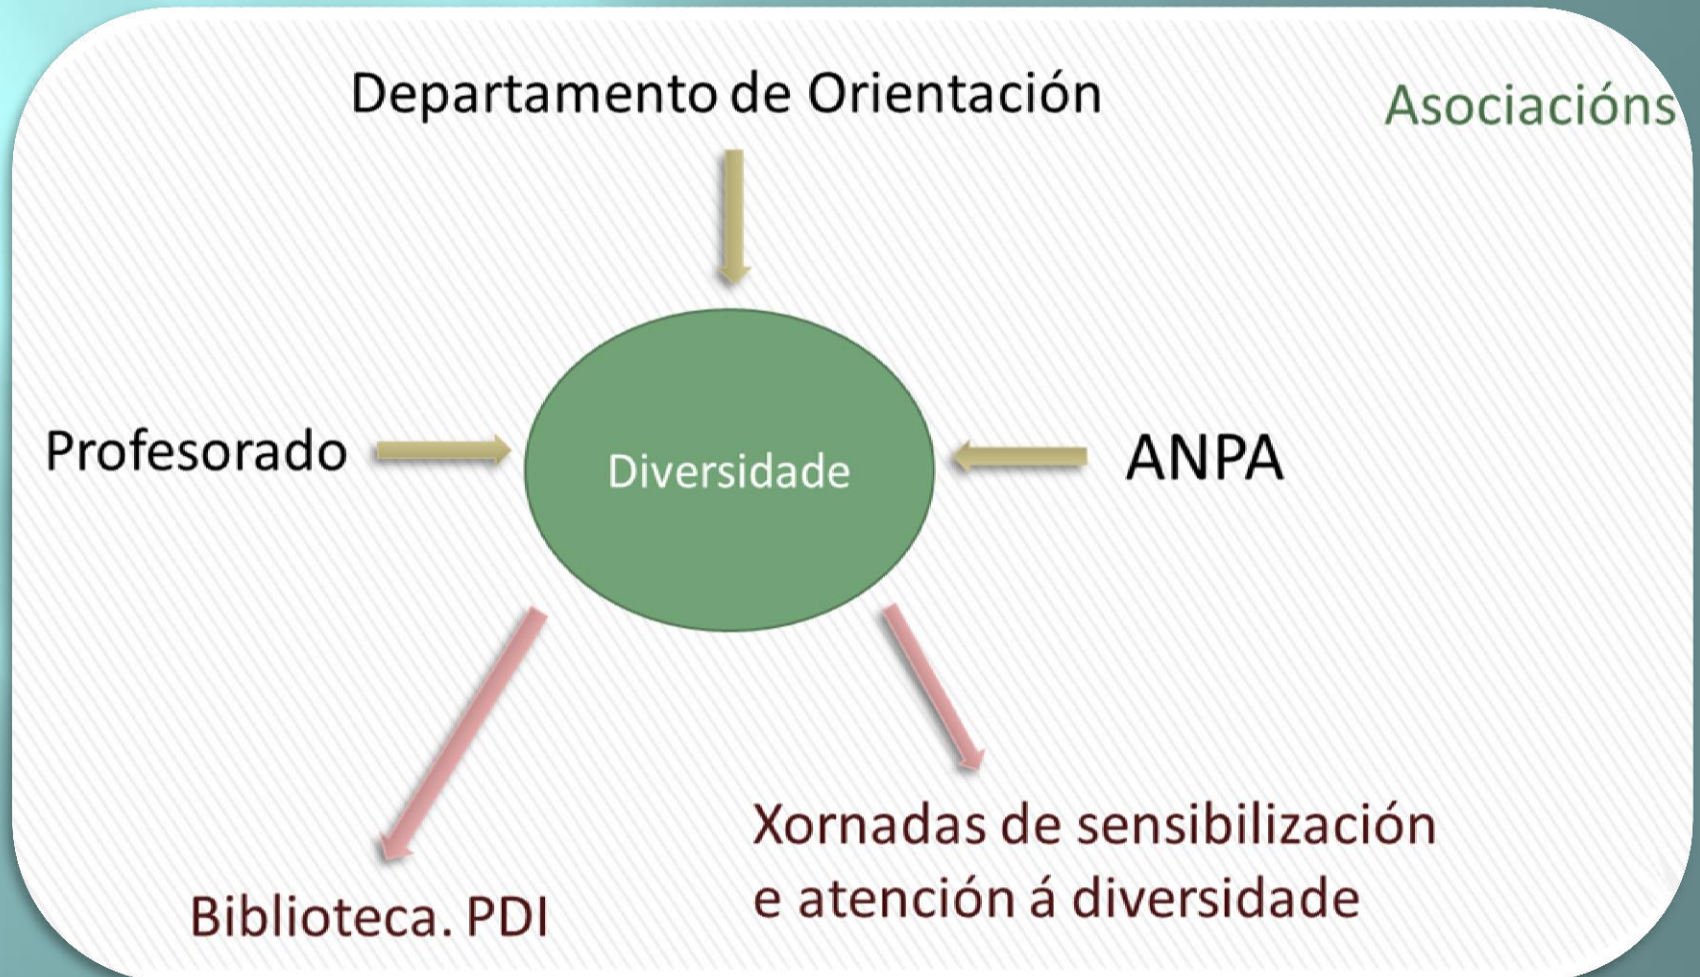 Departamento de Orientación
Asociacións
Profesorado
Diversidade
ANPA
Xornadas de sensibilización
e atención á diversidade
Biblioteca. PDI